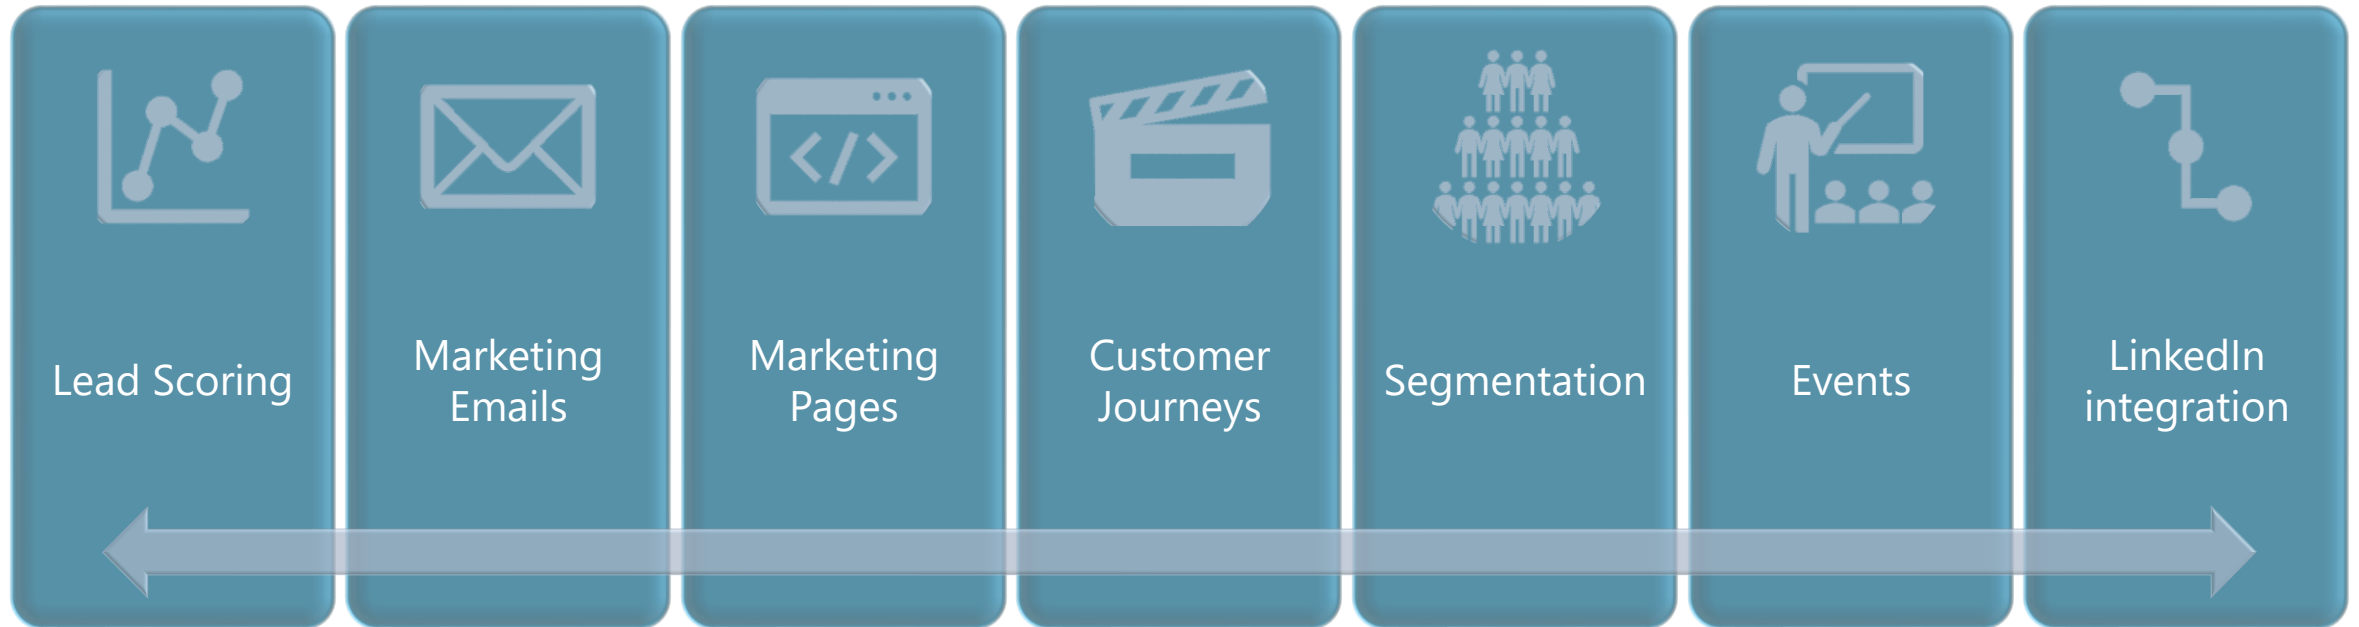 Lead Scoring
Marketing
Emails
Marketing
Pages
Customer
Journeys
Segmentation
Events
LinkedIn
integration